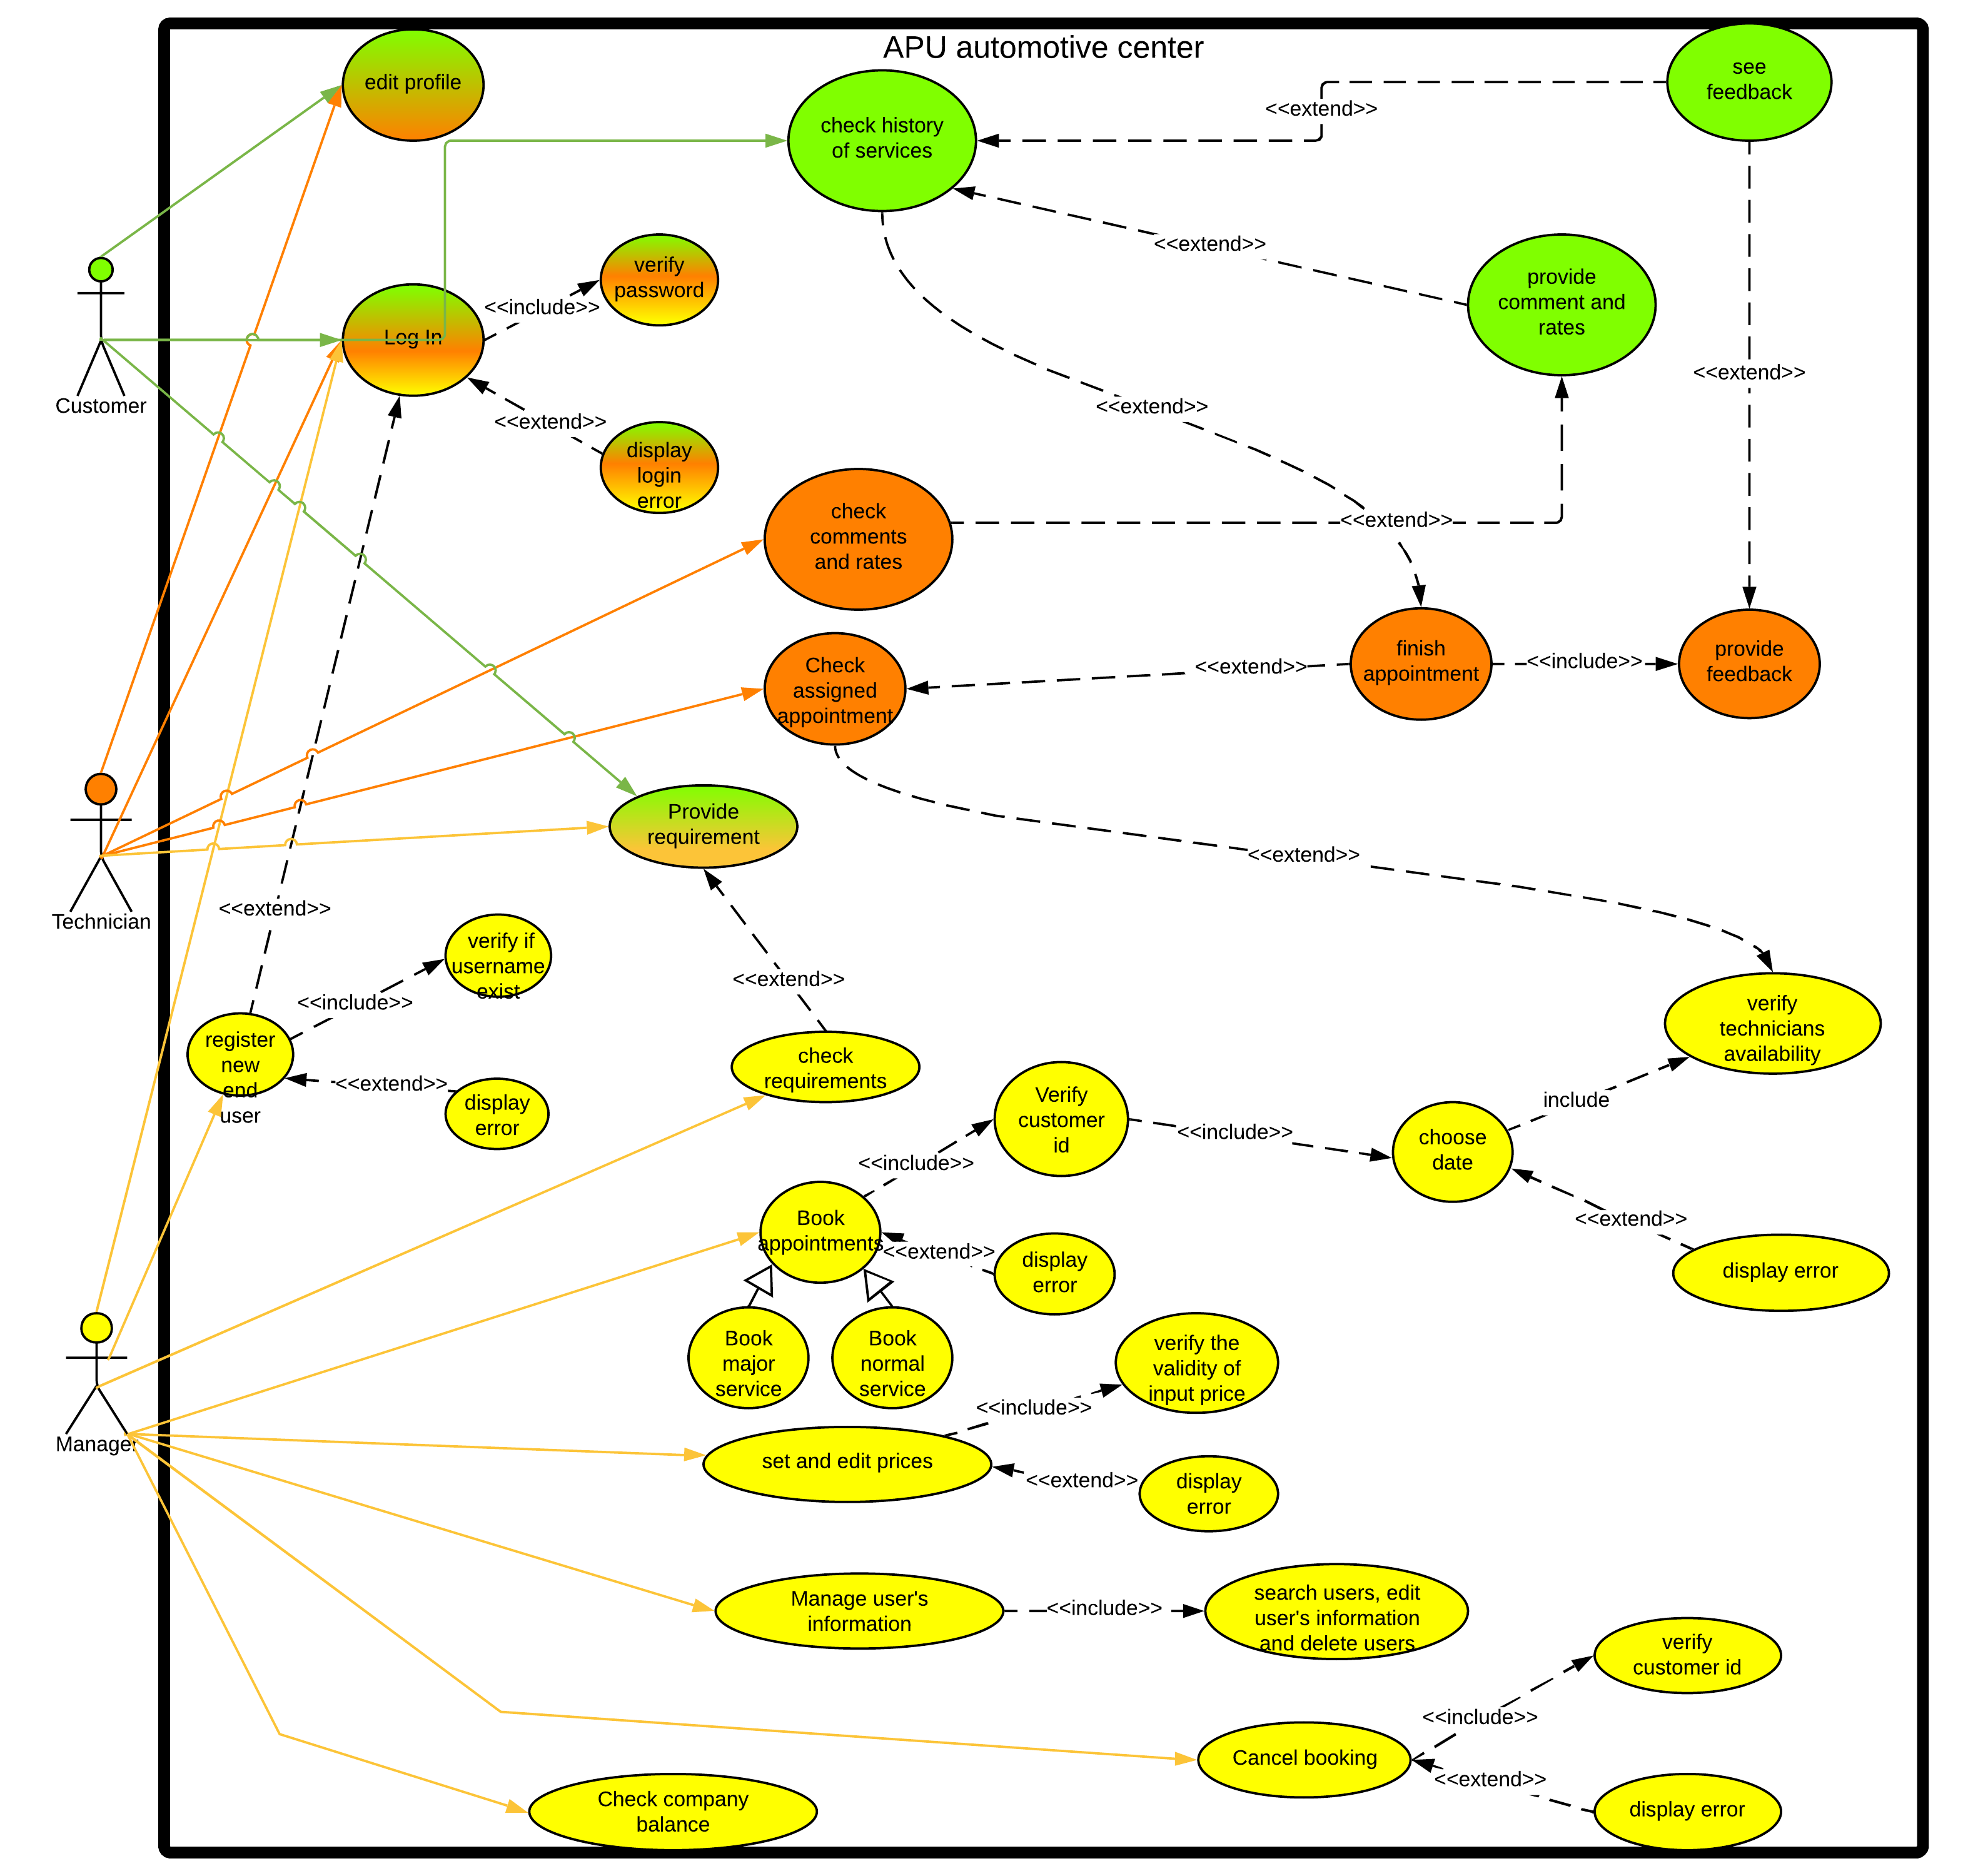 APU automotive center
edit profile
see
feedback
<<extend>>
check history
of services
<<extend>>
verify
password
<<include>>
provide
comment and
rates
Log In
<<extend>>
Customer
<<extend>>
<<extend>>
display
login
error
check
comments
and rates
<<extend>>
finish
appointment
<<include>>
provide
feedback
<<extend>>
Check
assigned
appointment
Provide
requirement
<<extend>>
Technician
<<extend>>
verify if
username
exist
<<include>>
<<extend>>
register
new
end
user
<<extend>>
display
error
check
requirements
verify
technicians
availability
Verify
customer
id
include
<<include>>
choose
date
<<include>>
Book
appointments
<<extend>>
display
error
<<extend>>
display error
Book
major
service
Book
normal
service
verify the
validity of
input price
<<include>>
Manager
set and edit prices
<<extend>>
display
error
Manage user's
information
<<include>>
search users, edit
user's information
and delete users
verify
customer id
<<include>>
Cancel booking
<<extend>>
display error
Check company
balance